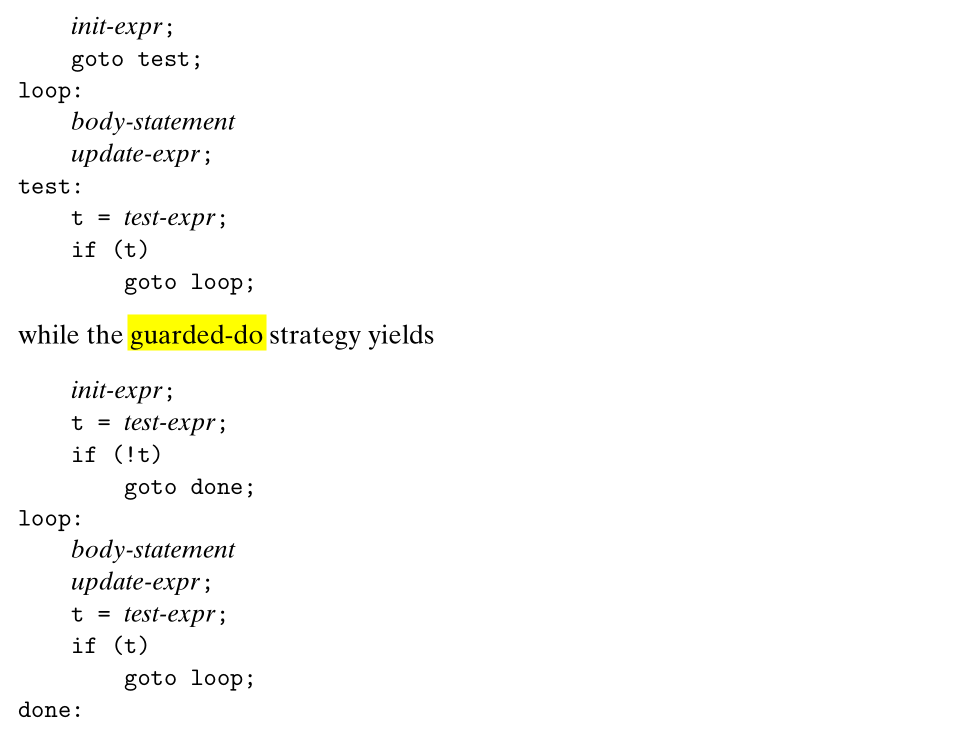 init-expr;
goto test;
loop:
body-statement
update-expr;
test:
t = test-expr;
if (t)
goto loop;
while the guarded-do strategy yields
init-expr;
t = test-expr;
if (!t)
goto done;
loop:
body-statement
update-expr;
t = test-expr;
if (t)
goto loop;
done: